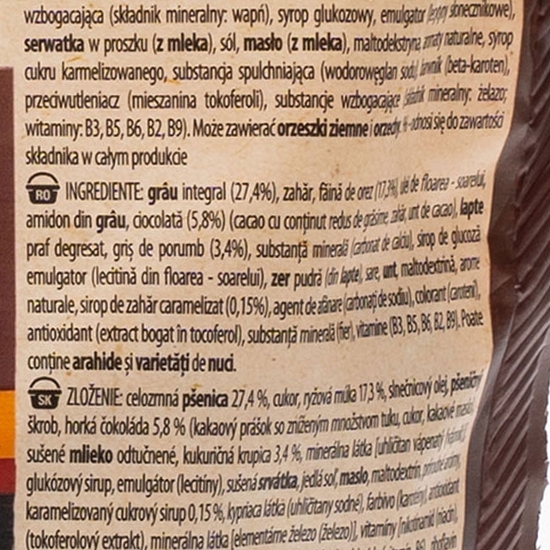 wzbogacająca (składnik mineralny: wapń), syrop glukozowy, emulgator (lecytyny słonecznikowe),
serwatka w proszku (z mleka), sól, masło (z mleka), maltodekstryna, aromaty naturalne, syrop
cukru karmelizowanego, substancja spulchniająca (wodorowęglan sodu), barwnik (beta-karoten),
przeciwutleniacz (mieszanina tokoferoli), substancje wzbogacające (składnik mineralny: żelazo;
witaminy: B3, B5, B6, B2, B9). Może zawierać orzeszki ziemne i orzechy. %-odnosi się do zawartości
składnika w całym produkcie
RO INGREDIENTE: grâu integral (27,4%), zahăr, făină de orez (17,3%), ulei de floarea - soarelui,
amidon din grâu, ciocolată (5,8%) (cacao cu conținut redus de grăsime, zahăr, unt de cacao), lapte
praf degresat, griș de porumb (3,4%), substanță minerală (carbonat de calciu), sirop de glucoză
emulgator (lecitină din floarea - soarelui), zer pudră (din lapte), sare, unt, maltodextrină, arome
naturale, sirop de zahăr caramelizat (0,15%), agent de afânare (carbonați de sodiu), colorant (caroteni),
antioxidant (extract bogat în tocoferol), substanță minerală (fier), vitamine (B3, B5, B6, B2, B9). Poate
conține arahide și varietăți de nuci.
SK ZLOŽENIE: celozrnná pšenica 27,4 %, cukor, ryžová múka 17,3 %, slnečnicový olej, pšeničný
škrob, horká čokoláda 5,8 % (kakaový prášok so zníženým množstvom tuku, cukor, kakaové maslo),
sušené mlieko odtučnené, kukuričná krupica 3,4 %, minerálna látka [uhličitan vápenatý (vápnik)],
glukózový sirup, emulgátor (lecitíny), sušená srvátka, jedlá soľ, maslo, maltodextrín, prírodné arómy,
karamelizovaný cukrový sirup 0,15 %, kypriaca látka (uhličitany sodné), farbivo (karotény), antioxidant
(tokoferolový extrakt), minerálna látka [elementárne železo (železo)], vitamíny [nikotínamid (niacín),